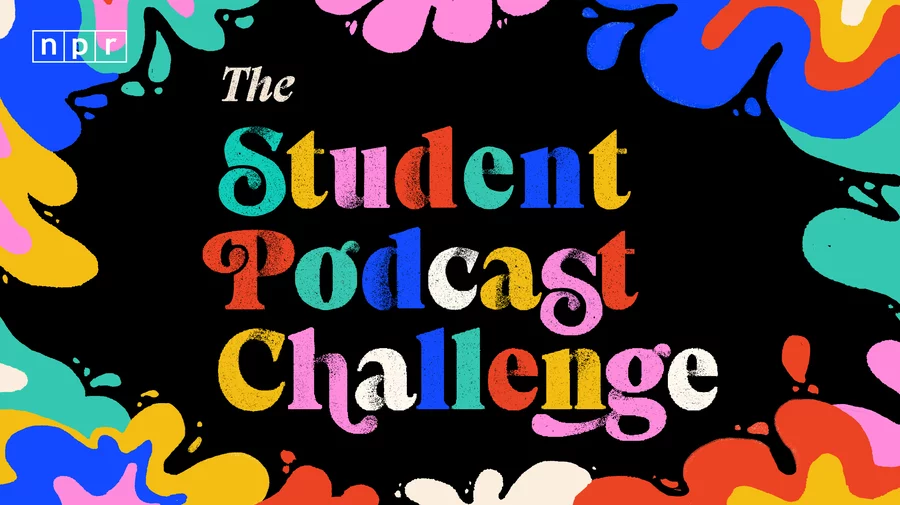 npr
The
Student
Podcast
Challenge